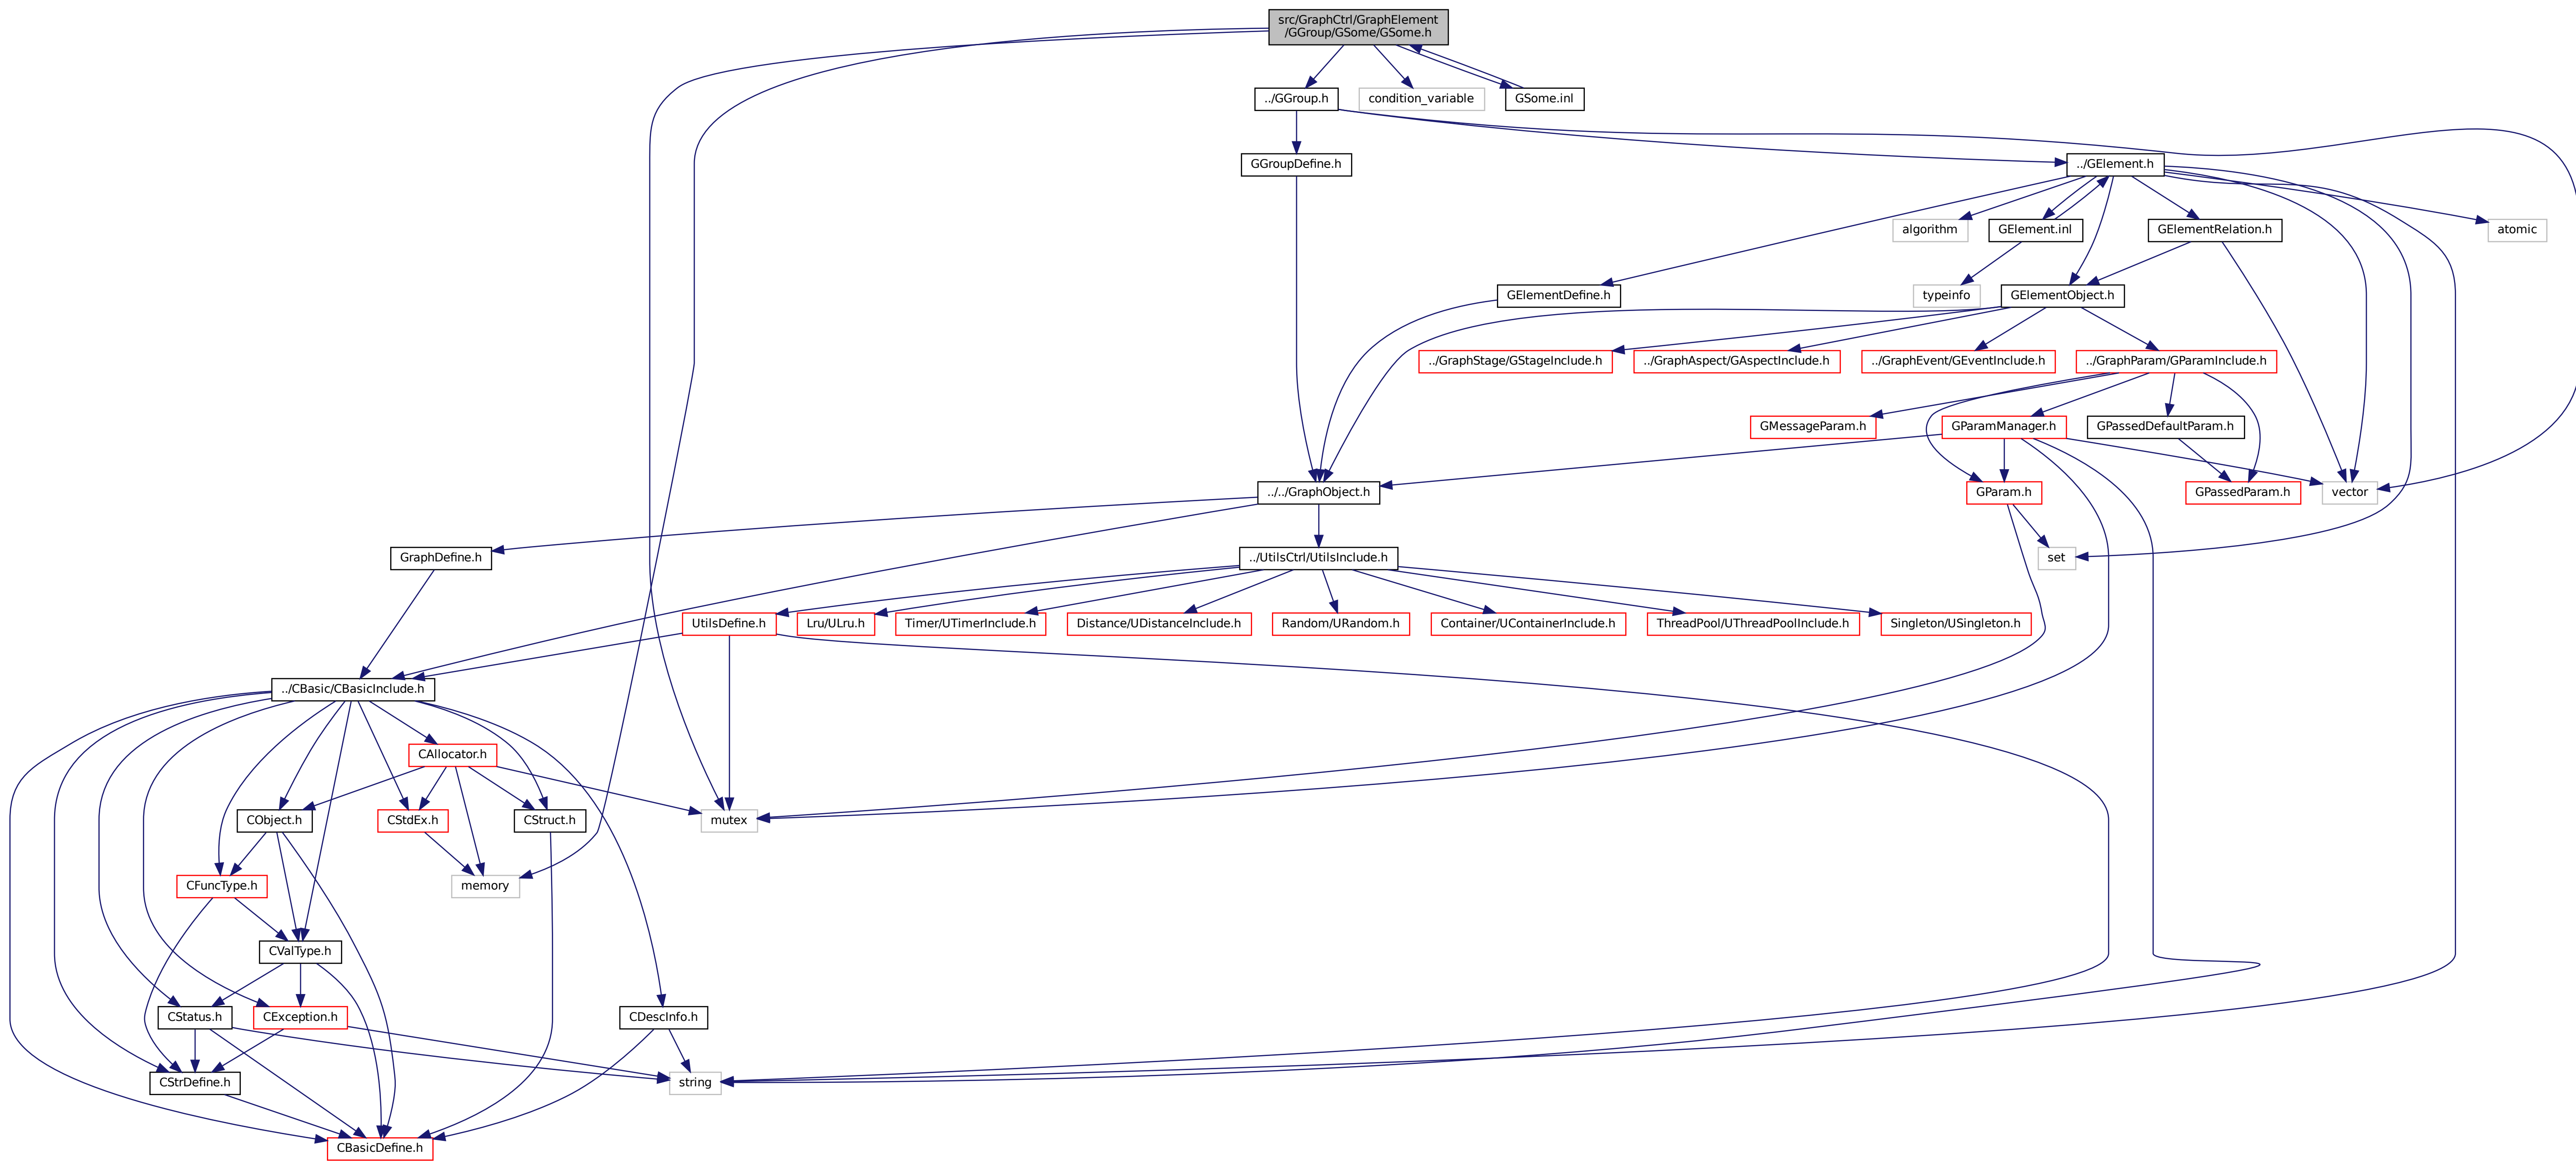 src/GraphCtrl/GraphElement
/GGroup/GSome/GSome.h
../GGroup.h
condition_variable
GSome.inl
GGroupDefine.h
../GElement.h
algorithm
GElement.inl
GElementRelation.h
atomic
GElementDefine.h
typeinfo
GElementObject.h
../GraphStage/GStageInclude.h
../GraphAspect/GAspectInclude.h
../GraphEvent/GEventInclude.h
../GraphParam/GParamInclude.h
GMessageParam.h
GParamManager.h
GPassedDefaultParam.h
../../GraphObject.h
GParam.h
GPassedParam.h
vector
GraphDefine.h
../UtilsCtrl/UtilsInclude.h
set
UtilsDefine.h
Lru/ULru.h
Timer/UTimerInclude.h
Distance/UDistanceInclude.h
Random/URandom.h
Container/UContainerInclude.h
ThreadPool/UThreadPoolInclude.h
Singleton/USingleton.h
../CBasic/CBasicInclude.h
CAllocator.h
CObject.h
CStdEx.h
CStruct.h
mutex
CFuncType.h
memory
CValType.h
CStatus.h
CException.h
CDescInfo.h
CStrDefine.h
string
CBasicDefine.h